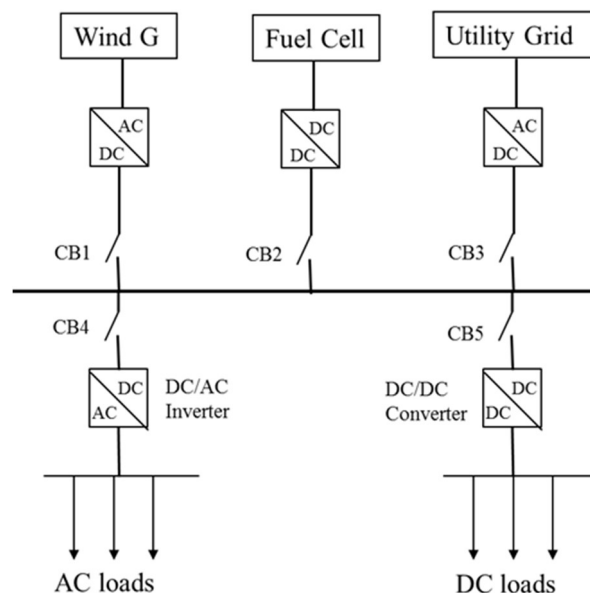 Wind G
Fuel Cell
Utility Grid
AC
DC
DC
DC
AC
DC
CB1
CB2
CB3
CB4
CB5
DC
AC
DC/AC
Inverter
DC/DC
Converter
DC
DC
AC loads
DC loads